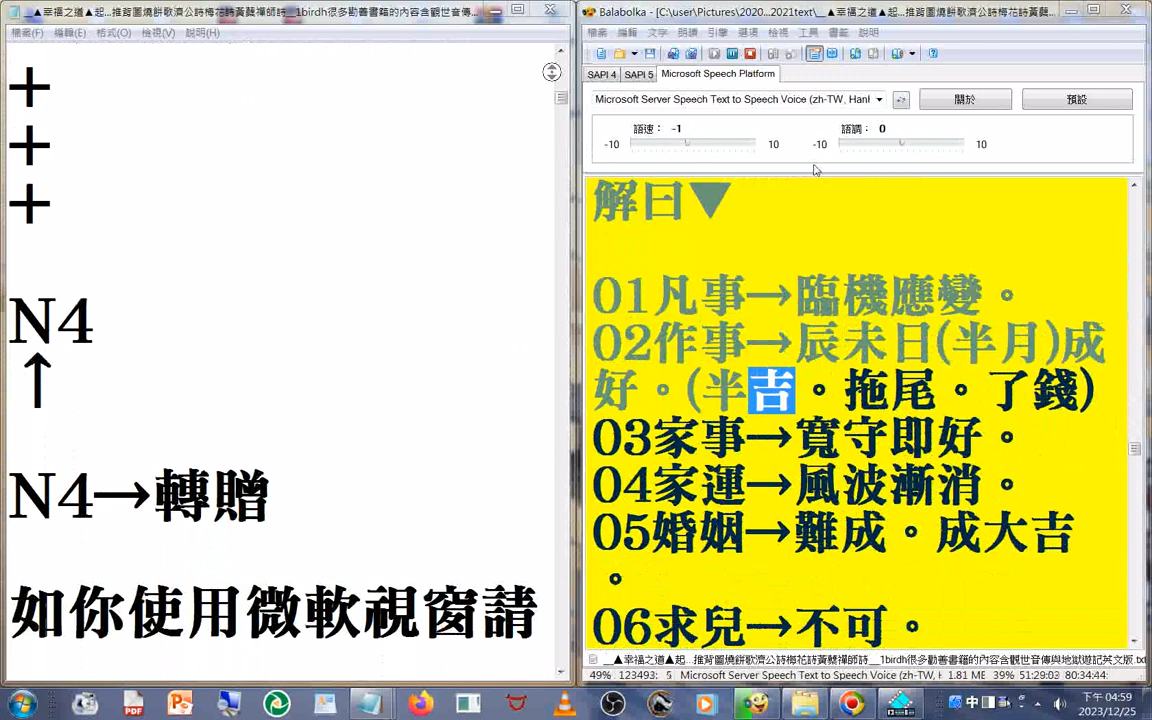 __▲幸福之道▲起...推背圖燒餅歌濟公詩梅花詩黃蘗禪師詩__1birdh很多勸善書籍的內容含觀世音傳...
檔案(F) 編輯(E) 格式(O) 檢視(V) 說明(H)
+
+
+
N4
↑
N4→轉贈
如你使用微軟視窗請
Balabolka - [C:\user\Pictures\2020...2021text\__▲幸福之道▲起...推背圖燒餅歌濟公詩梅花詩黃蘗禪師詩...
檔案 編輯 文字 朗讀 引擎 選項 檢視 工具 書籤 說明
SAPI 4 SAPI 5 Microsoft Speech Platform
Microsoft Server Speech Text to Speech Voice (zh-TW, HanH
關於
預設
語速： -1
語調： 0
-10 10 -10 10
解曰▼
01凡事→臨機應變。
02作事→辰未日(半月)成
好。(半吉。拖尾。了錢)
03家事→寬守即好。
04家運→風波漸消。
05婚姻→難成。成大吉
。
06求兒→不可。
__▲幸福之道▲起...推背圖燒餅歌濟公詩梅花詩黃蘗禪師詩__1birdh很多勸善書籍的內容含觀世音傳與地獄遊記英文版.txt
49% 123493: 5 Microsoft Server Speech Text to Speech Voice (zh-TW, H 1.81 ME 39% 51:29:03 80:34:44
中
下午 04:59
2023/12/25